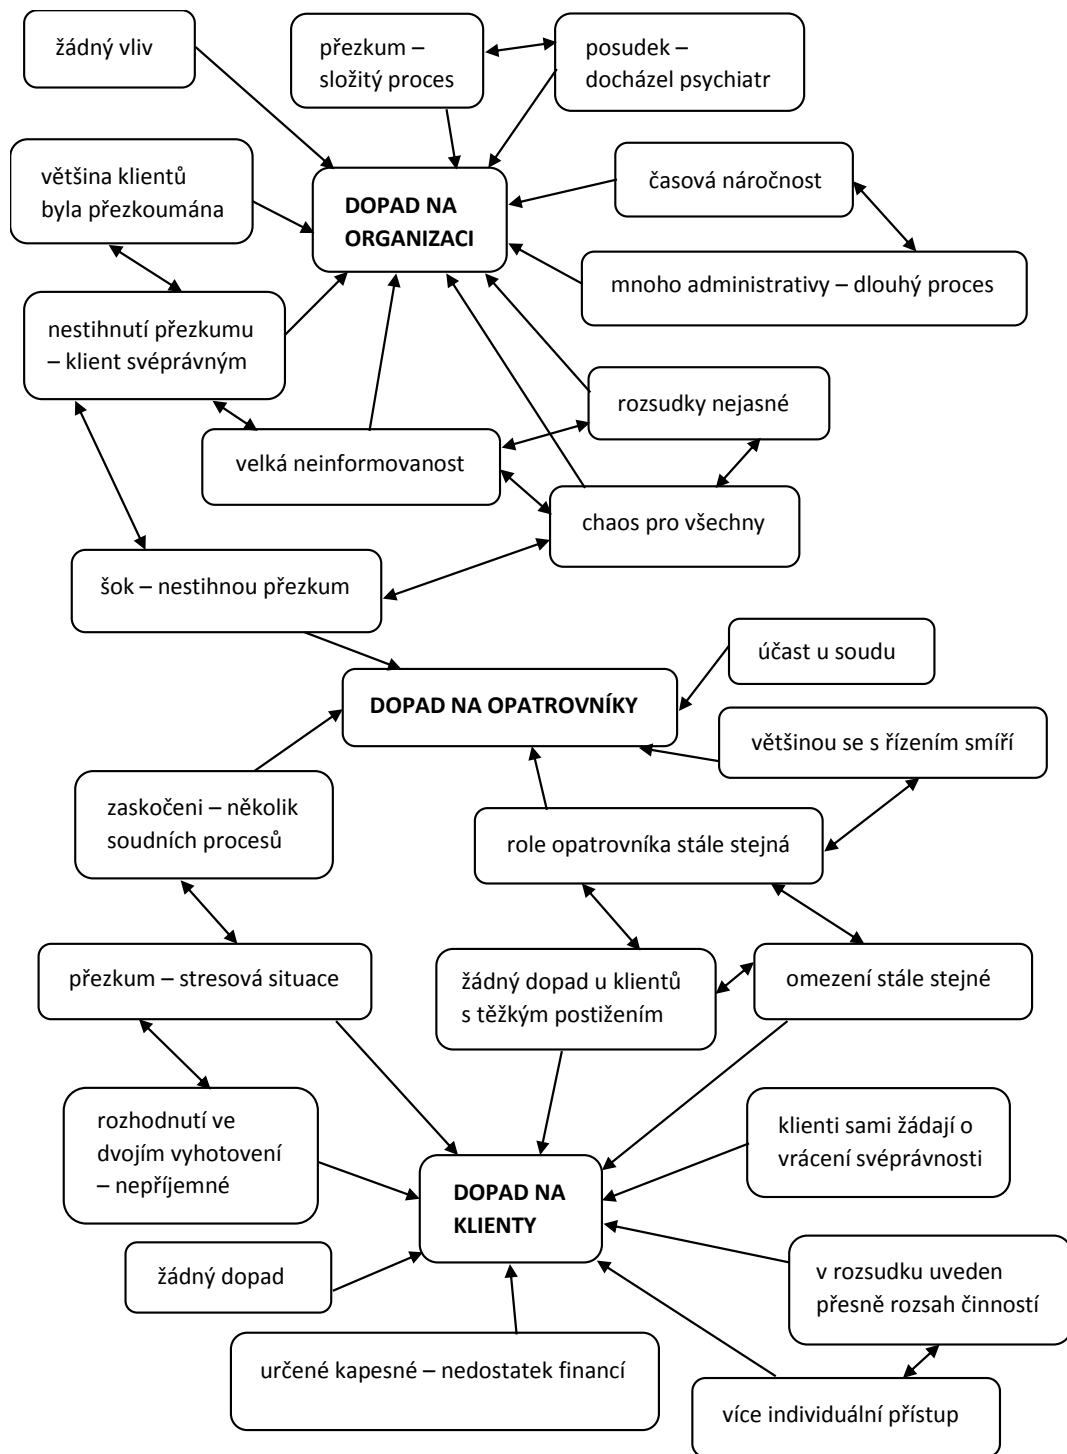 žádný vliv
přezkum –
složitý proces
posudek –
docházel psychiatr
většina klientů
byla přezkoumána
DOPAD NA
ORGANIZACI
časová náročnost
mnoho administrativy – dlouhý proces
nestihnutí přezkumu
– klient svéprávným
rozsudky nejasné
velká neinformovanost
chaos pro všechny
šok – nestihnou přezkum
účast u soudu
DOPAD NA OPATROVNÍKY
většinou se s řízením smíří
zaskočeni – několik
soudních procesů
role opatrovníka stále stejná
přezkum – stresová situace
žádný dopad u klientů
s těžkým postižením
omezení stále stejné
rozhodnutí ve
dvojím vyhotovení
– nepříjemné
klienti sami žádají o
vrácení svéprávnosti
DOPAD NA
KLIENTY
žádný dopad
v rozsudku uveden
přesně rozsah činností
určené kapesné – nedostatek financí
více individuální přístup